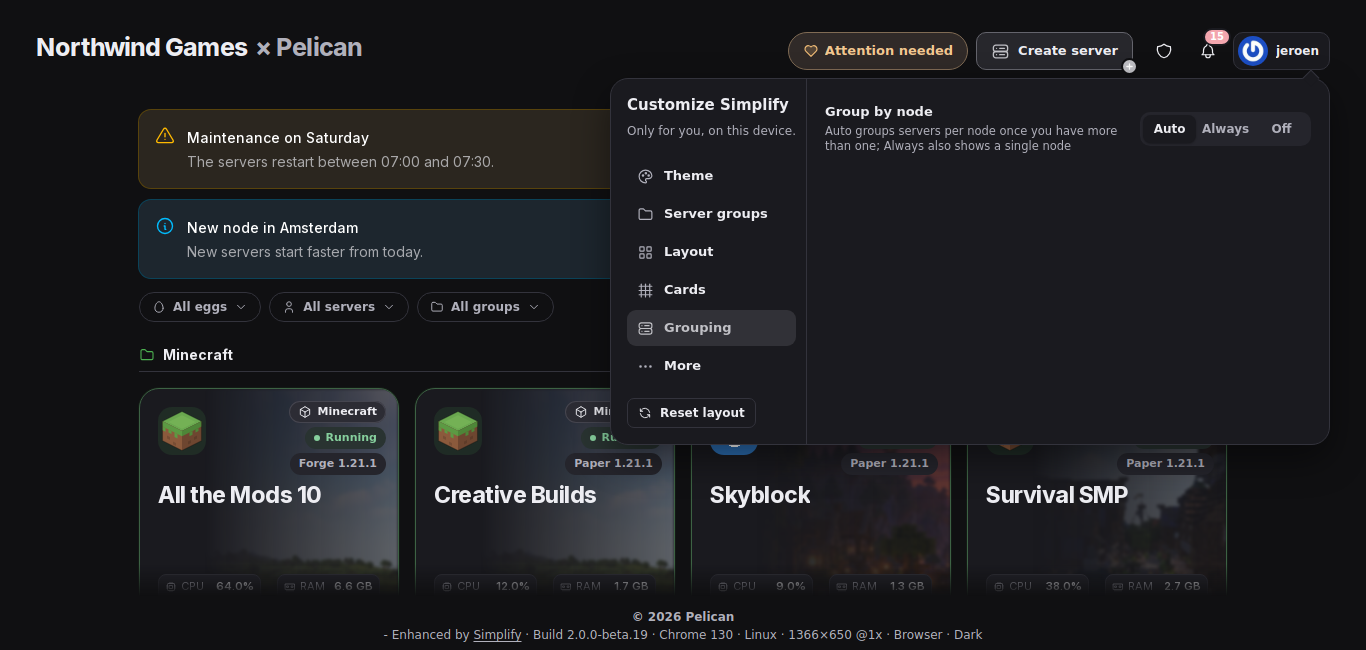 Northwind Games × Pelican
Attention needed
Create server
15
jeroen
Maintenance on Saturday
The servers restart between 07:00 and 07:30.
New node in Amsterdam
New servers start faster from today.
All eggs
All servers
All groups
Customize Simplify
Only for you, on this device.
Theme
Server groups
Layout
Cards
Grouping
More
Reset layout
Group by node
Auto groups servers per node once you have more
than one; Always also shows a single node
Auto
Always
Off
Minecraft
Minecraft
Running
Forge 1.21.1
All the Mods 10
CPU 64.0%
RAM 6.6 GB
Paper 1.21.1
Creative Builds
CPU 12.0%
RAM 1.7 GB
Paper 1.21.1
Skyblock
CPU 9.0%
RAM 1.3 GB
Paper 1.21.1
Survival SMP
CPU 38.0%
RAM 2.7 GB
© 2026 Pelican
- Enhanced by Simplify · Build 2.0.0-beta.19 · Chrome 130 · Linux · 1366×650 @1x · Browser · Dark